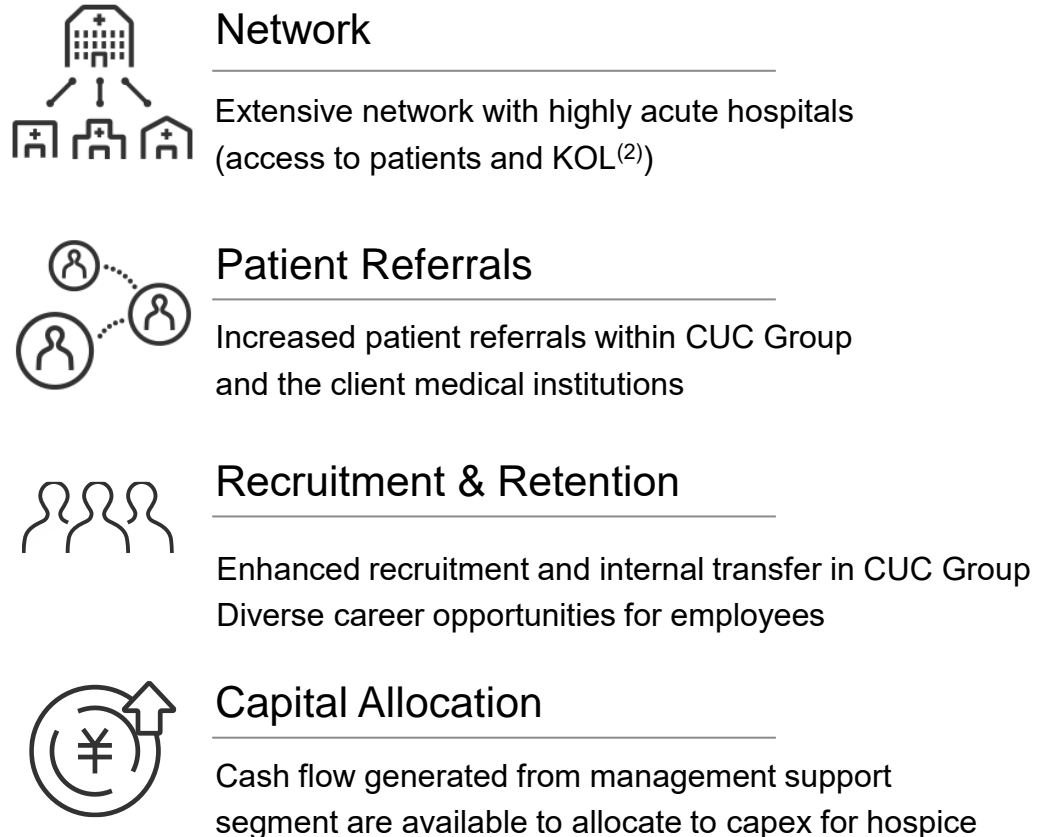 Network
Extensive network with highly acute hospitals
(access to patients and KOL(2))
Patient Referrals
Increased patient referrals within CUC Group
and the client medical institutions
Recruitment & Retention
Enhanced recruitment and internal transfer in CUC Group
Diverse career opportunities for employees
¥
Capital Allocation
Cash flow generated from management support
segment are available to allocate to capex for hospice